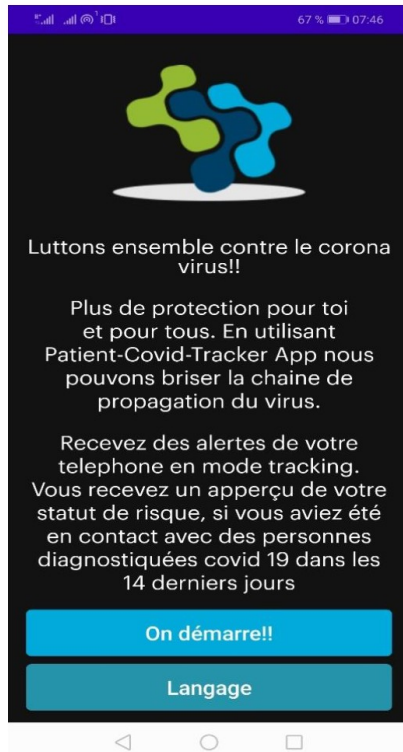 67 % 07:46
Luttons ensemble contre le corona
virus!!
Plus de protection pour toi
et pour tous. En utilisant
Patient-Covid-Tracker App nous
pouvons briser la chaine de
propagation du virus.
Recevez des alertes de votre
telephone en mode tracking.
Vous recevez un apperçu de votre
statut de risque, si vous aviez été
en contact avec des personnes
diagnostiquées covid 19 dans les
14 derniers jours
On démarre!!
Langage